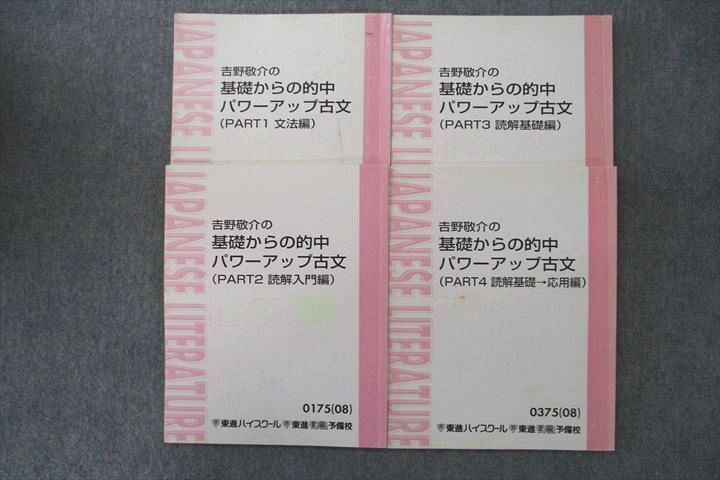 JAPANESE LITERATURE
吉野敬介の
基礎からの的中
パワーアップ古文
(PART1 文法編)
JAPANESE LITERATURE
吉野敬介の
基礎からの的中
パワーアップ古文
(PART3 読解基礎編)
JAPANESE LITERATURE
吉野敬介の
基礎からの的中
パワーアップ古文
(PART2 読解入門編)
0175(08)
東進ハイスクール 東進衛星予備校
JAPANESE LITERATURE
吉野敬介の
基礎からの的中
パワーアップ古文
(PART4 読解基礎→応用編)
0375(08)
東進ハイスクール 東進衛星予備校